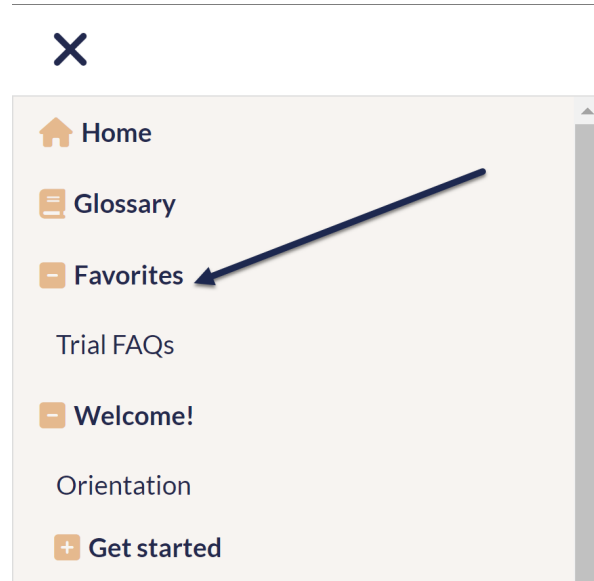 Home
Glossary
Favorites
Trial FAQs
Welcome!
Orientation
Get started